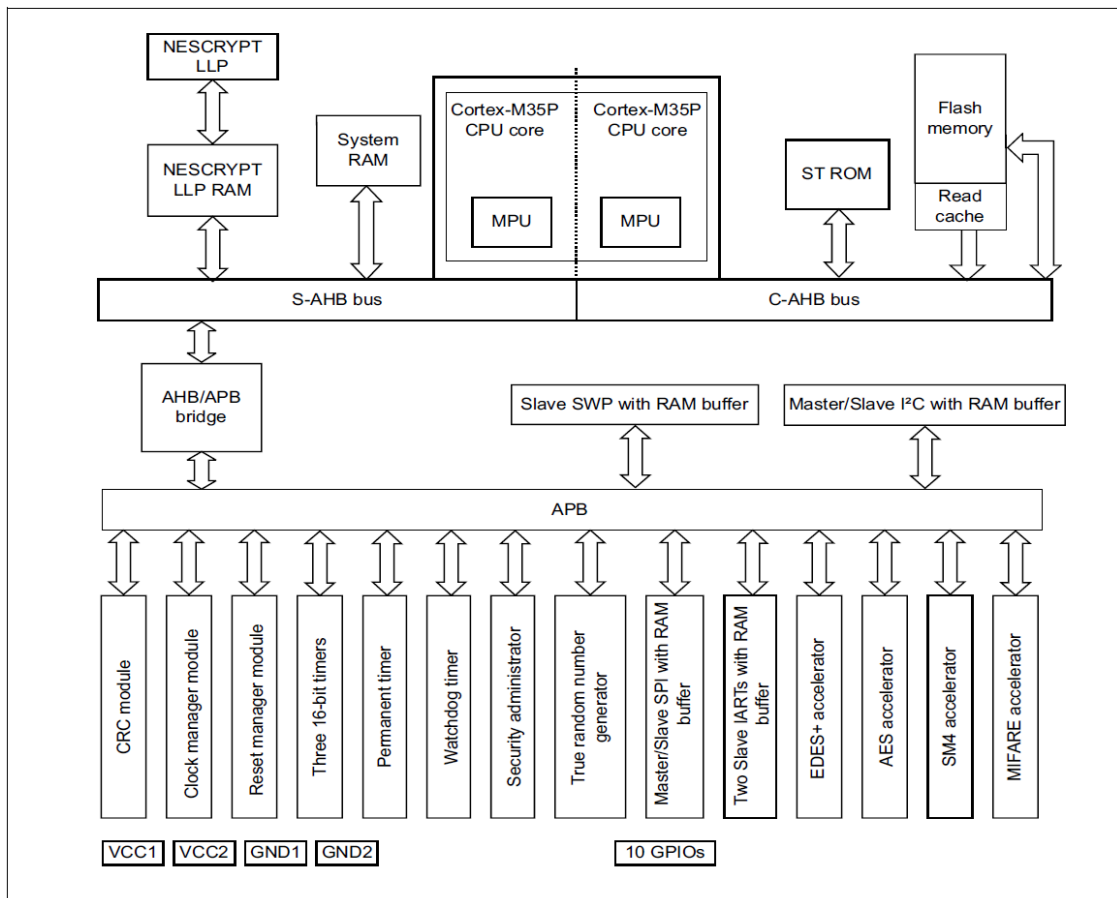 NESCRYPT
LLP
NESCRYPT
LLP RAM
System
RAM
Cortex-M35P
CPU core
MPU
Cortex-M35P
CPU core
MPU
ST ROM
Flash
memory
Read
cache
S-AHB bus
C-AHB bus
AHB/APB
bridge
Slave SWP with RAM buffer
Master/Slave I²C with RAM buffer
APB
CRC module
Clock manager module
Reset manager module
Three 16-bit timers
Permanent timer
Watchdog timer
Security administrator
True random number
generator
Master/Slave SPI with RAM
buffer
Two Slave IARTs with RAM
buffer
EDES+ accelerator
AES accelerator
SM4 accelerator
MIFARE accelerator
VCC1
VCC2
GND1
GND2
10 GPIOs